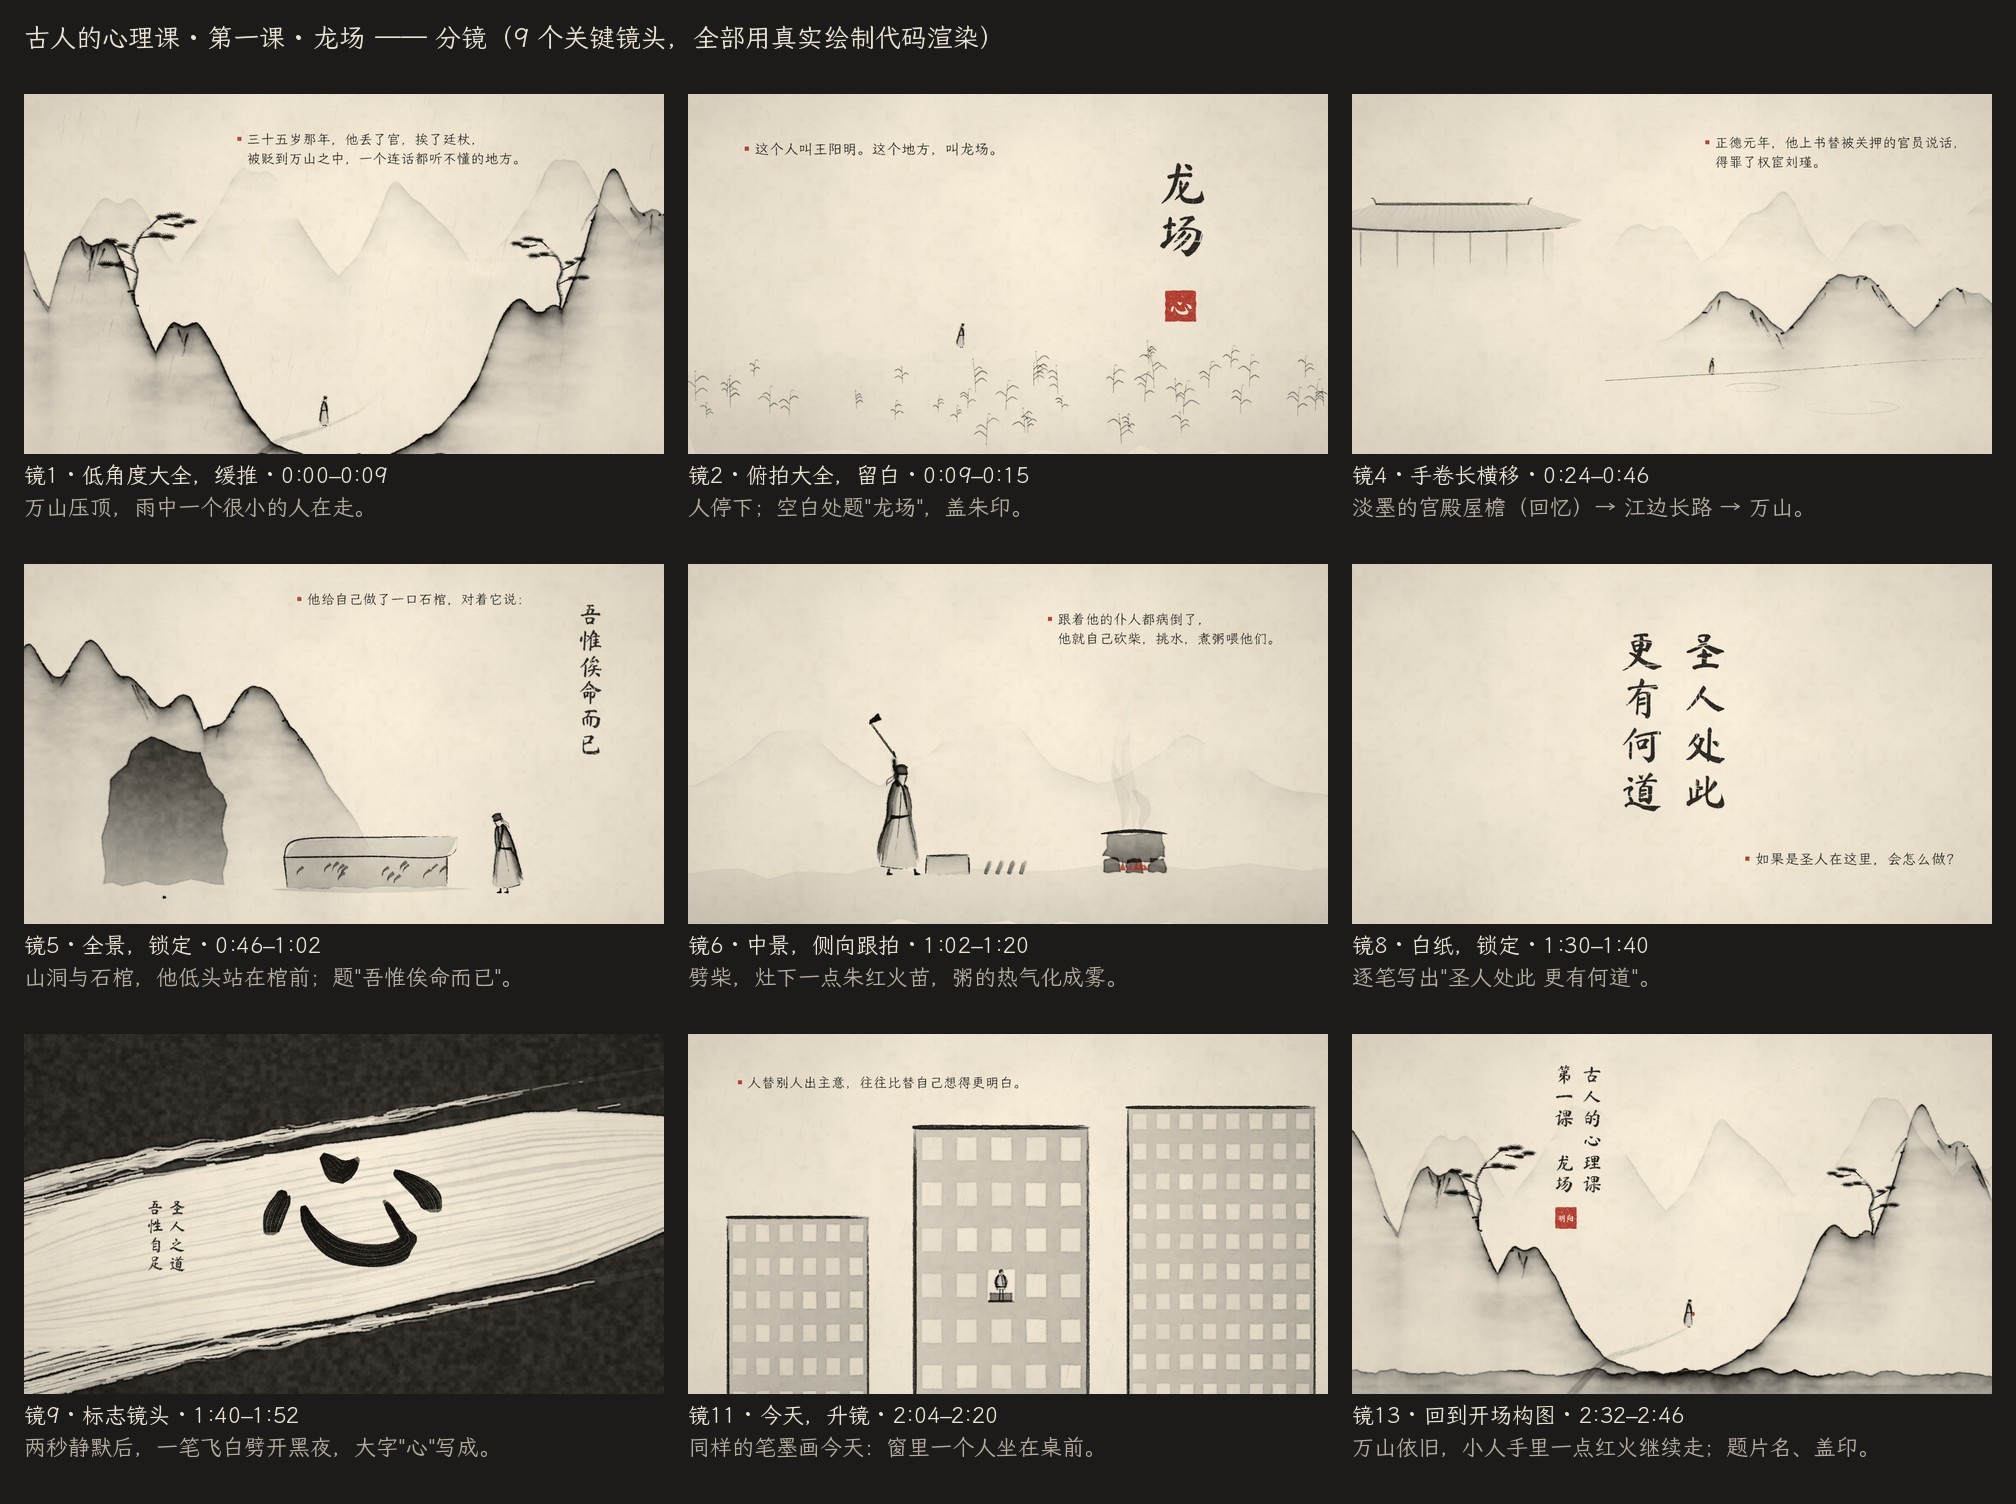 古人的心理课·第一课·龙场 —— 分镜（9 个关键镜头，全部用真实绘制代码渲染）
三十五岁那年，他丢了官，挨了廷杖，
被贬到万山之中，一个连话都听不懂的地方。
镜1·低角度大全，缓推·0:00–0:09
万山压顶，雨中一个很小的人在走。
这个人叫王阳明。这个地方，叫龙场。
龙场
心
镜2·俯拍大全，留白·0:09–0:15
人停下；空白处题"龙场"，盖朱印。
正德元年，他上书替被关押的官员说话，
得罪了权宦刘瑾。
镜4·手卷长横移·0:24–0:46
淡墨的宫殿屋檐（回忆）→ 江边长路 → 万山。
他给自己做了一口石棺，对着它说：
吾惟俟命而已
镜5·全景，锁定·0:46–1:02
山洞与石棺，他低头站在棺前；题"吾惟俟命而已"。
跟着他的仆人都病倒了，
他就自己砍柴，挑水，煮粥喂他们。
镜6·中景，侧向跟拍·1:02–1:20
劈柴，灶下一点朱红火苗，粥的热气化成雾。
圣人处此
更有何道
如果是圣人在这里，会怎么做？
镜8·白纸，锁定·1:30–1:40
逐笔写出"圣人处此 更有何道"。
心
圣人之道
吾性自足
镜9·标志镜头·1:40–1:52
两秒静默后，一笔飞白劈开黑夜，大字"心"写成。
人替别人出主意，往往比替自己想得更明白。
镜11·今天，升镜·2:04–2:20
同样的笔墨画今天：窗里一个人坐在桌前。
古人的心理课
第一课 龙场
阳明
镜13·回到开场构图·2:32–2:46
万山依旧，小人手里一点红火继续走；题片名、盖印。